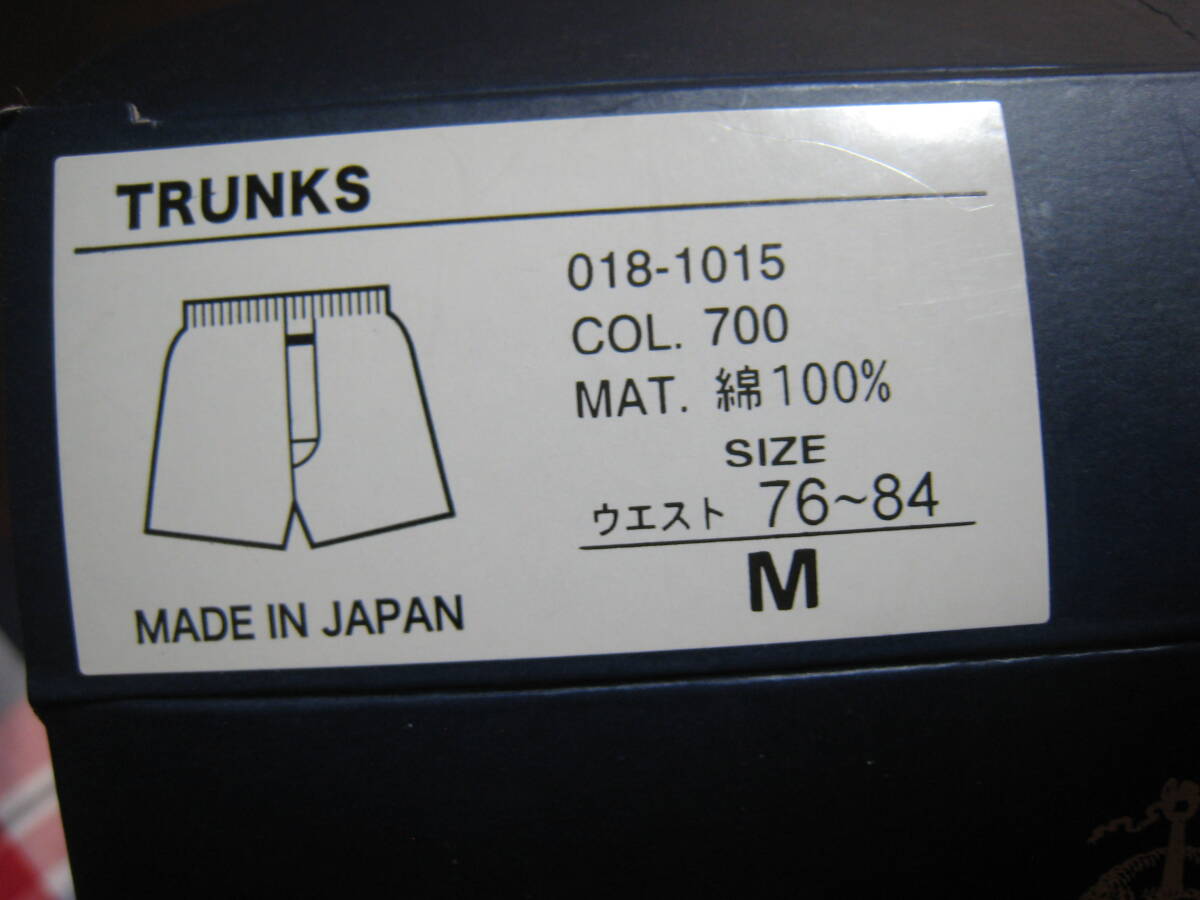 TRUNKS
018-1015
COL. 700
MAT. 綿100%
SIZE
ウエスト 76~84
M
MADE IN JAPAN